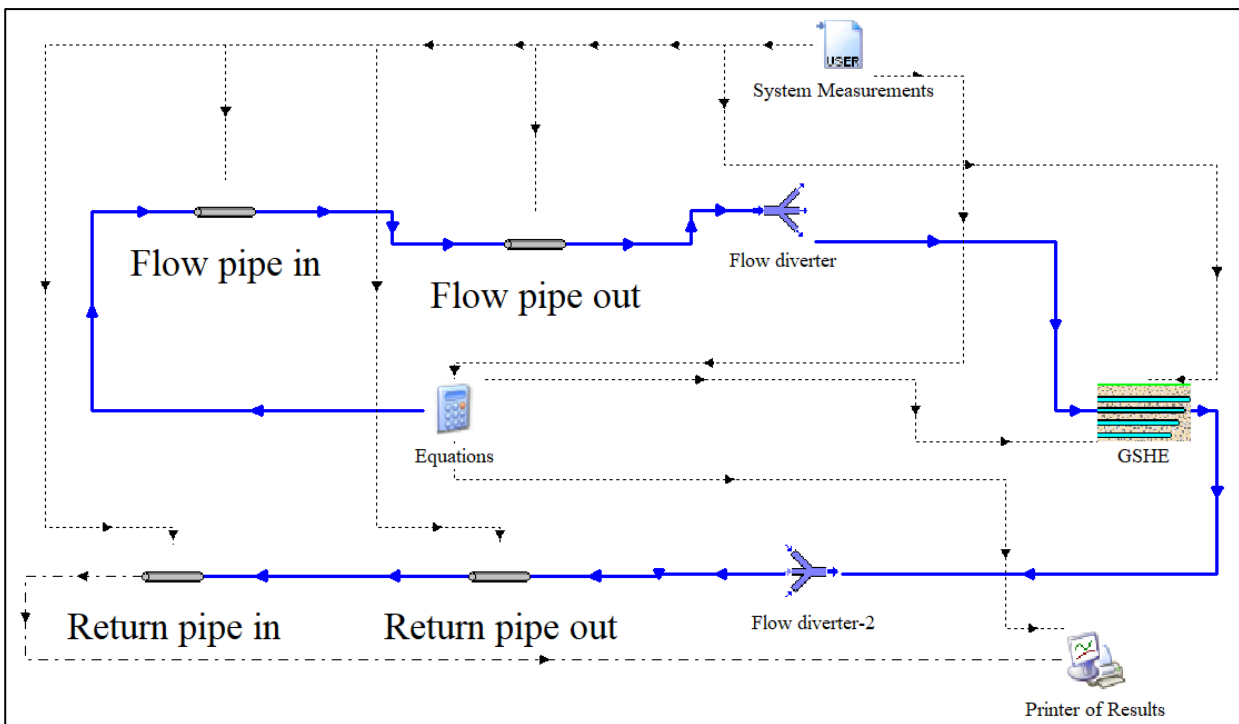 USER
System Measurements
Flow pipe in
Flow pipe out
Flow diverter
Equations
GSHE
Return pipe in
Return pipe out
Flow diverter-2
Printer of Results